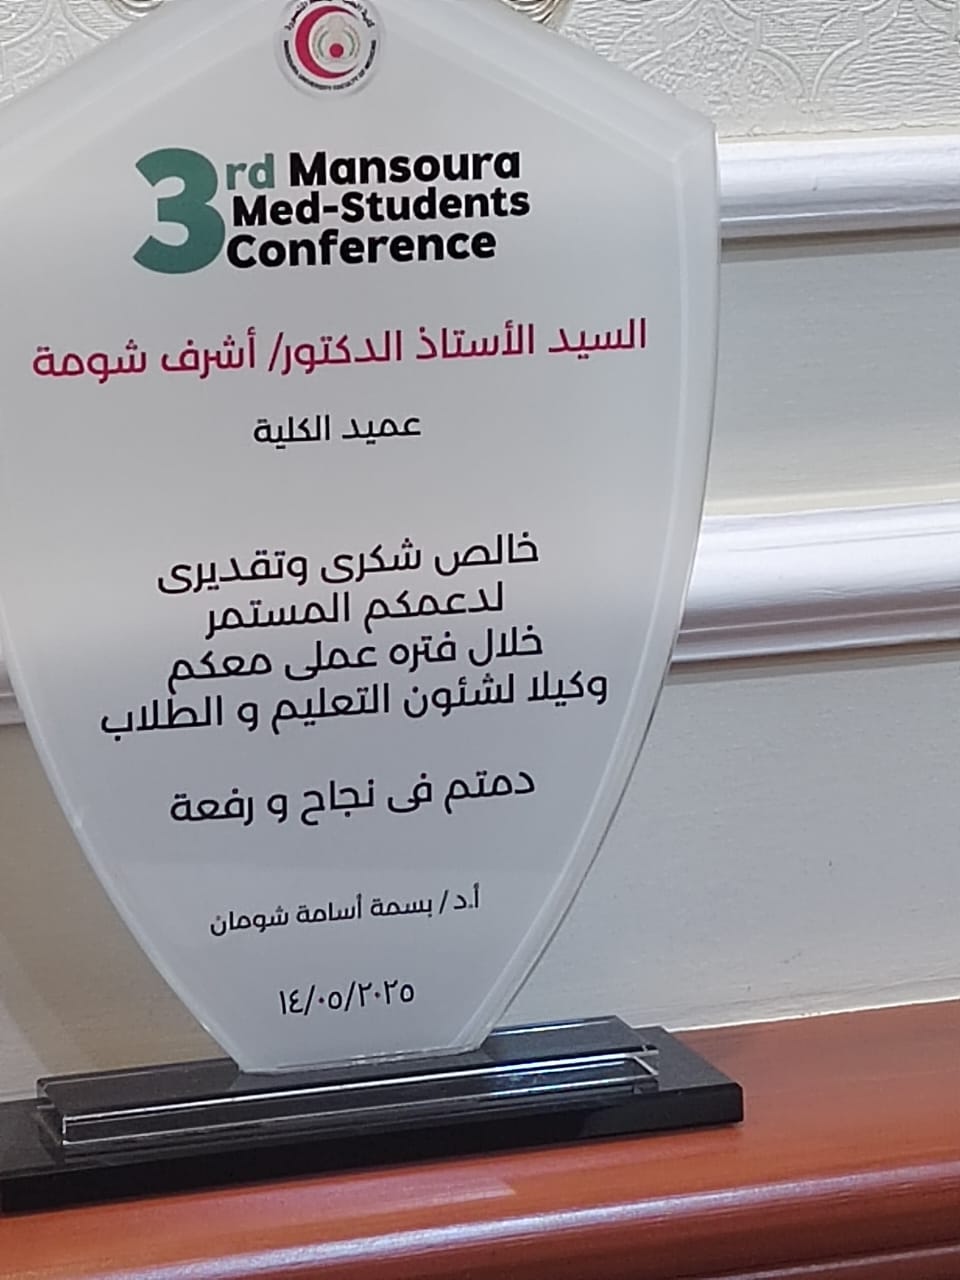 3rd Mansoura
Med-Students
Conference
السيد الأستاذ الدكتور/ أشرف شومة
عميد الكلية
خالص شكرى وتقديرى
لدعمكم المستمر
خلال فتره عملى معكم
وكيلا لشئون التعليم و الطلاب
دمتم فى نجاح و رفعة
أ.د/ بسمة أسامة شومان
١٤/٠٥/٢٠٢٥